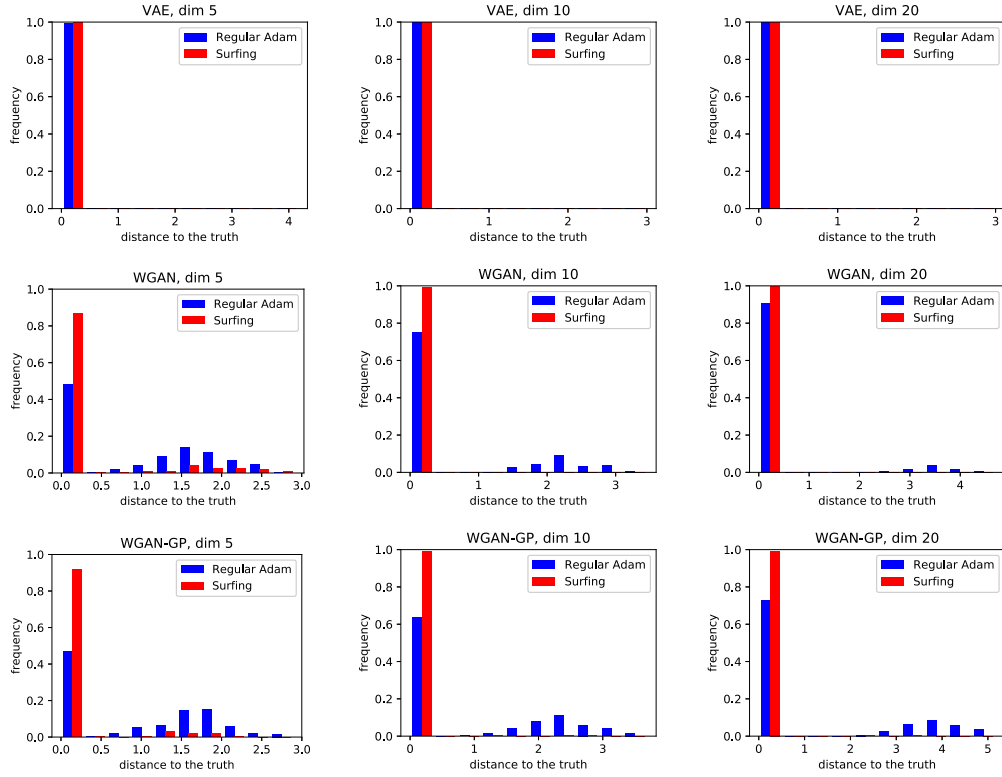 VAE, dim 5
1.0
0.8
0.6
0.4
0.2
0.0
frequency
Regular Adam
Surfing
0 1 2 3 4
distance to the truth
VAE, dim 10
1.0
0.8
0.6
0.4
0.2
0.0
frequency
Regular Adam
Surfing
0 1 2 3
distance to the truth
VAE, dim 20
1.0
0.8
0.6
0.4
0.2
0.0
frequency
Regular Adam
Surfing
0 1 2 3
distance to the truth
WGAN, dim 5
1.0
0.8
0.6
0.4
0.2
0.0
frequency
Regular Adam
Surfing
0.0 0.5 1.0 1.5 2.0 2.5 3.0
distance to the truth
WGAN, dim 10
1.0
0.8
0.6
0.4
0.2
0.0
frequency
Regular Adam
Surfing
0 1 2 3
distance to the truth
WGAN, dim 20
1.0
0.8
0.6
0.4
0.2
0.0
frequency
Regular Adam
Surfing
0 1 2 3 4
distance to the truth
WGAN-GP, dim 5
1.0
0.8
0.6
0.4
0.2
0.0
frequency
Regular Adam
Surfing
0.0 0.5 1.0 1.5 2.0 2.5 3.0
distance to the truth
WGAN-GP, dim 10
1.0
0.8
0.6
0.4
0.2
0.0
frequency
Regular Adam
Surfing
0 1 2 3
distance to the truth
WGAN-GP, dim 20
1.0
0.8
0.6
0.4
0.2
0.0
frequency
Regular Adam
Surfing
0 1 2 3 4 5
distance to the truth